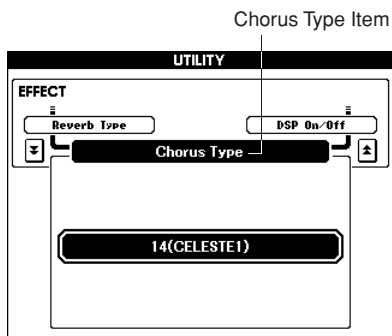 Chorus Type Item
UTILITY
EFFECT
Reverb Type
DSP On/Off
Chorus Type
14(CELESTE1)